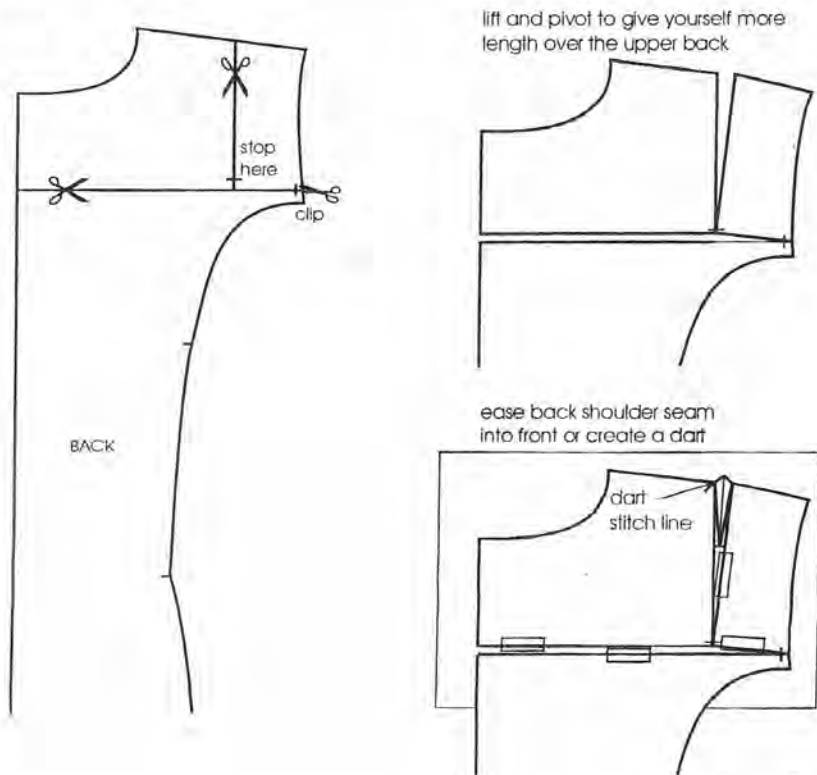 stop
here
clip
BACK
lift and pivot to give yourself more
length over the upper back
ease back shoulder seam
into front or create a dart
dart
stitch line